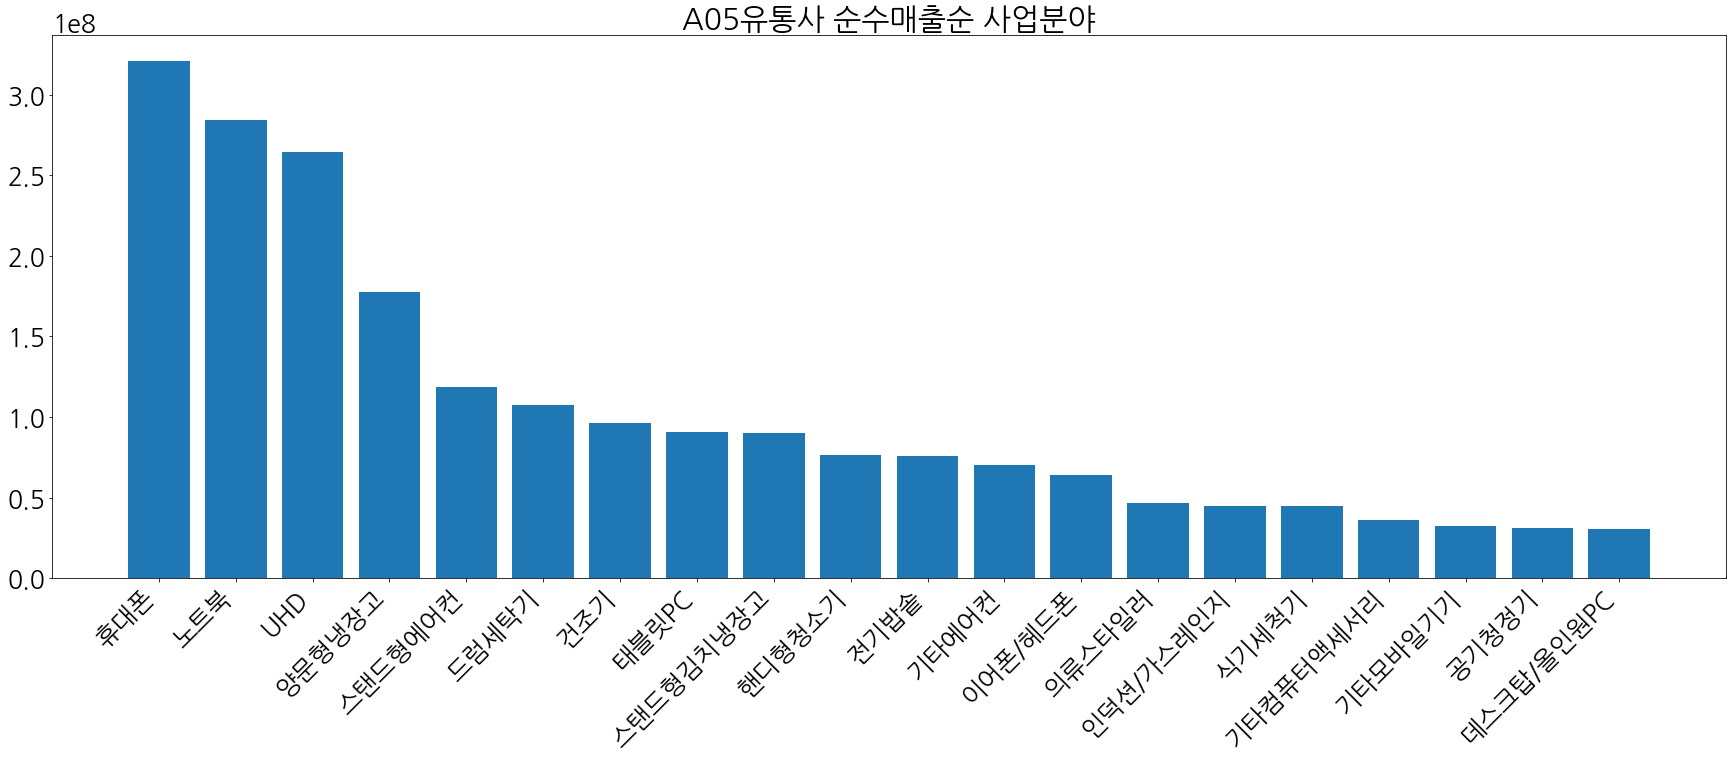 A05유통사 순수매출순 사업분야
1e8
3.0
2.5
2.0
1.5
1.0
0.5
0.0
휴대폰
노트북
UHD
양문형냉장고
스탠드형에어컨
드럼세탁기
건조기
태블릿PC
스탠드형김치냉장고
핸디형청소기
전기밥솥
기타에어컨
이어폰/헤드폰
의류스타일러
인덕션/가스레인지
식기세척기
기타컴퓨터액세서리
기타모바일기기
공기청정기
데스크탑/올인원PC